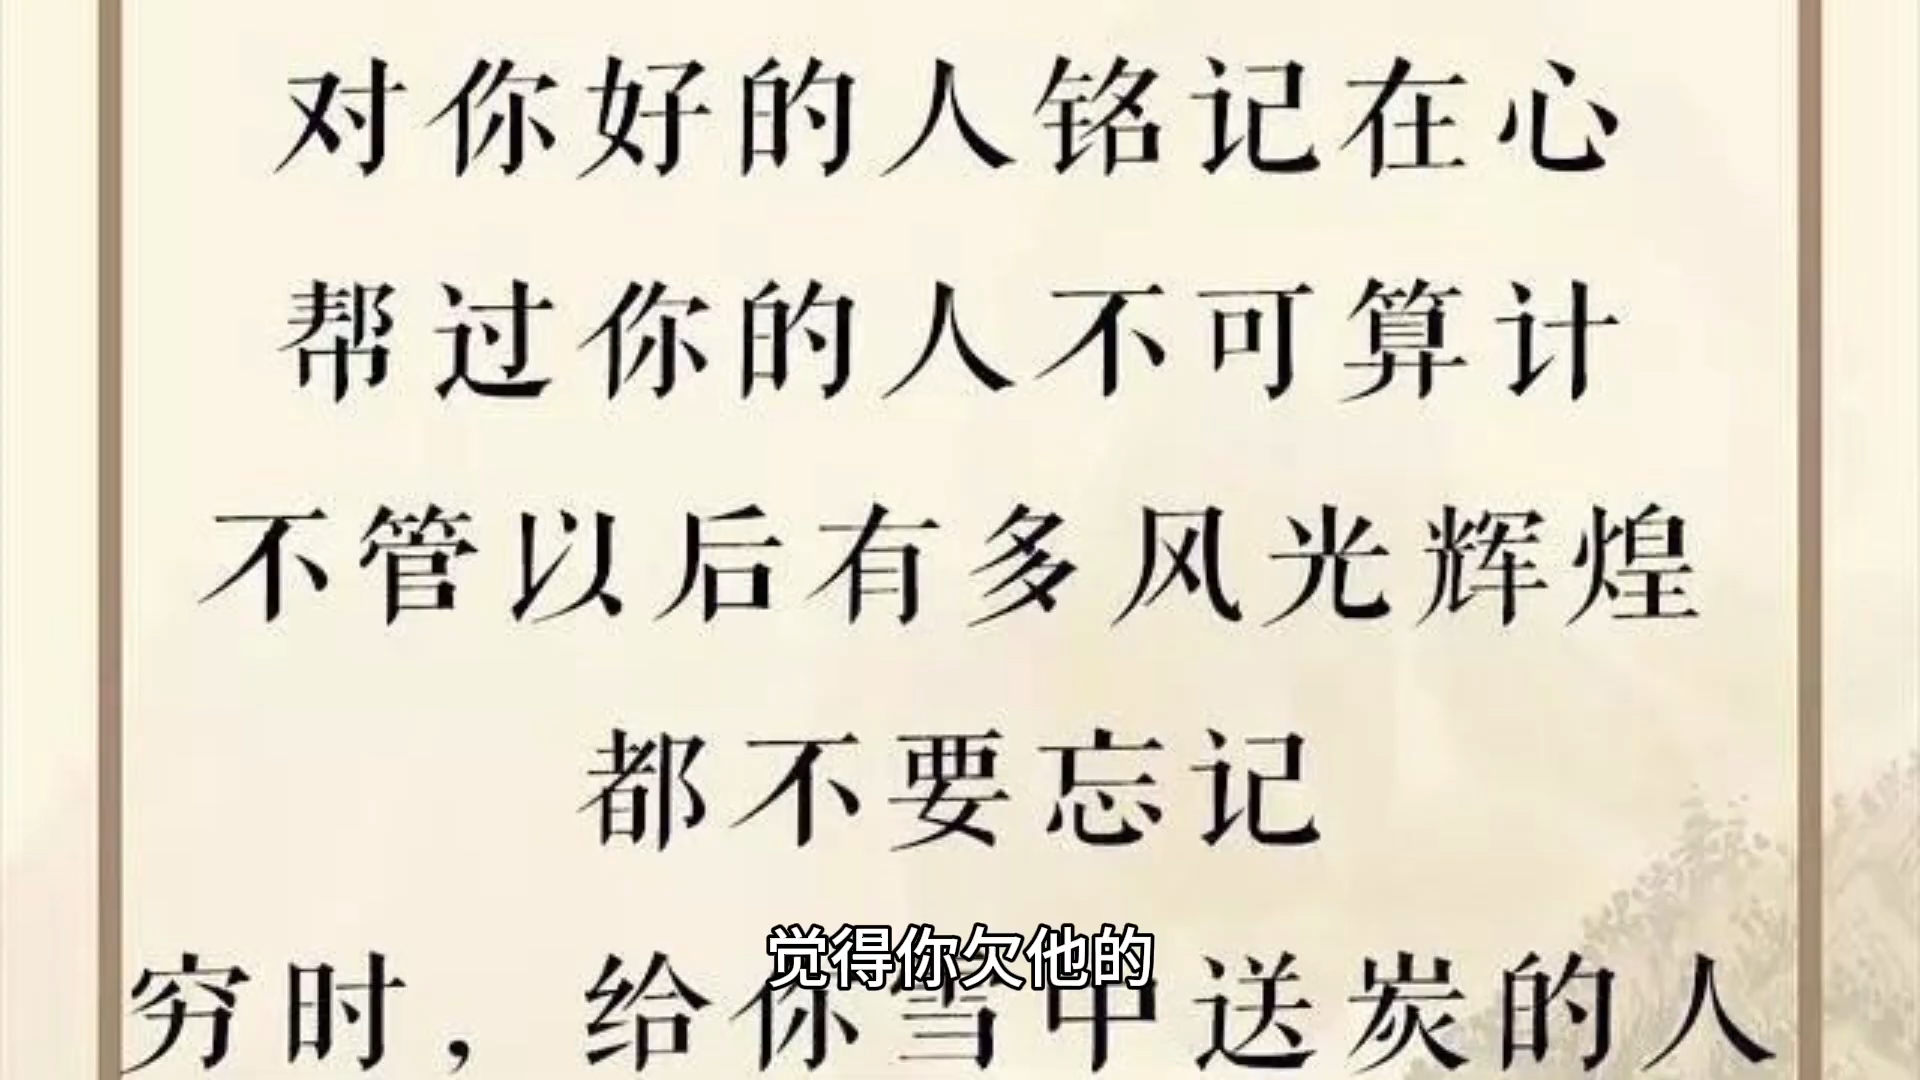 对你好的人铭记在心
帮过你的人不可算计
不管以后有多风光辉煌
都不要忘记
觉得你欠他的
穷时，给你雪中送炭的人